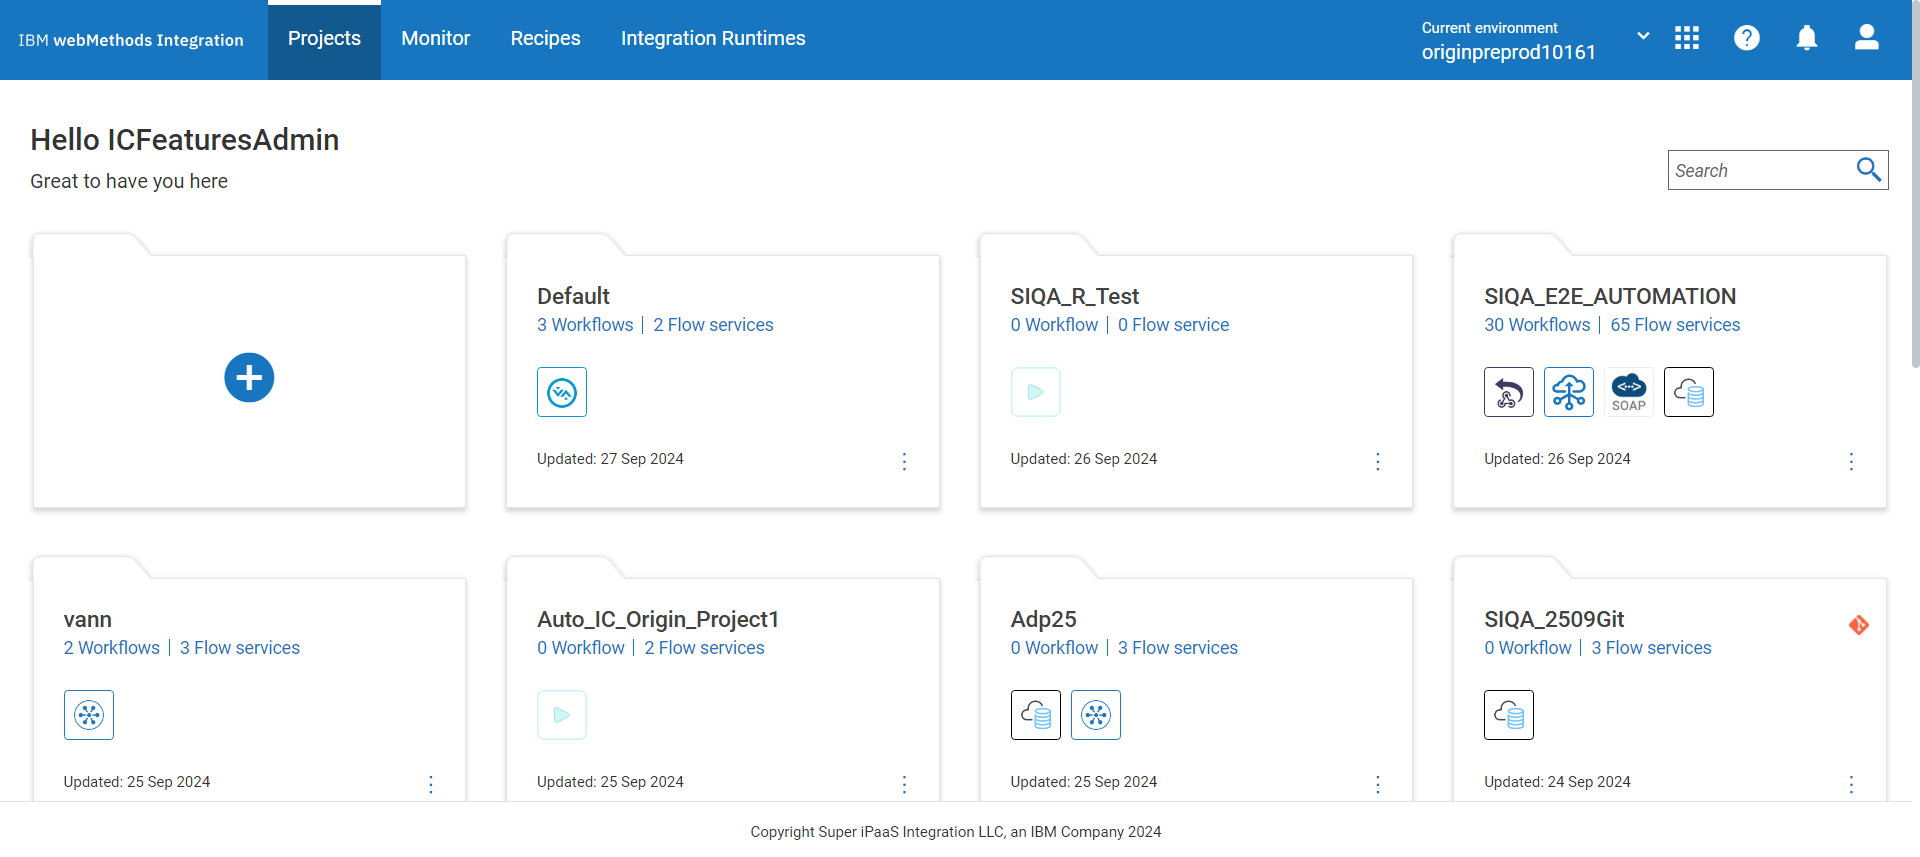 IBM webMethods Integration
Projects
Monitor
Recipes
Integration Runtimes
Current environment
originpreprod10161
Hello ICFeaturesAdmin
Great to have you here
Search
Default
3 Workflows | 2 Flow services
Updated: 27 Sep 2024
SIQA_R_Test
0 Workflow | 0 Flow service
Updated: 26 Sep 2024
SIQA_E2E_AUTOMATION
30 Workflows | 65 Flow services
SOAP
Updated: 26 Sep 2024
vann
2 Workflows | 3 Flow services
Updated: 25 Sep 2024
Auto_IC_Origin_Project1
0 Workflow | 2 Flow services
Updated: 25 Sep 2024
Adp25
0 Workflow | 3 Flow services
Updated: 25 Sep 2024
SIQA_2509Git
0 Workflow | 3 Flow services
Updated: 24 Sep 2024
Copyright Super iPaaS Integration LLC, an IBM Company 2024